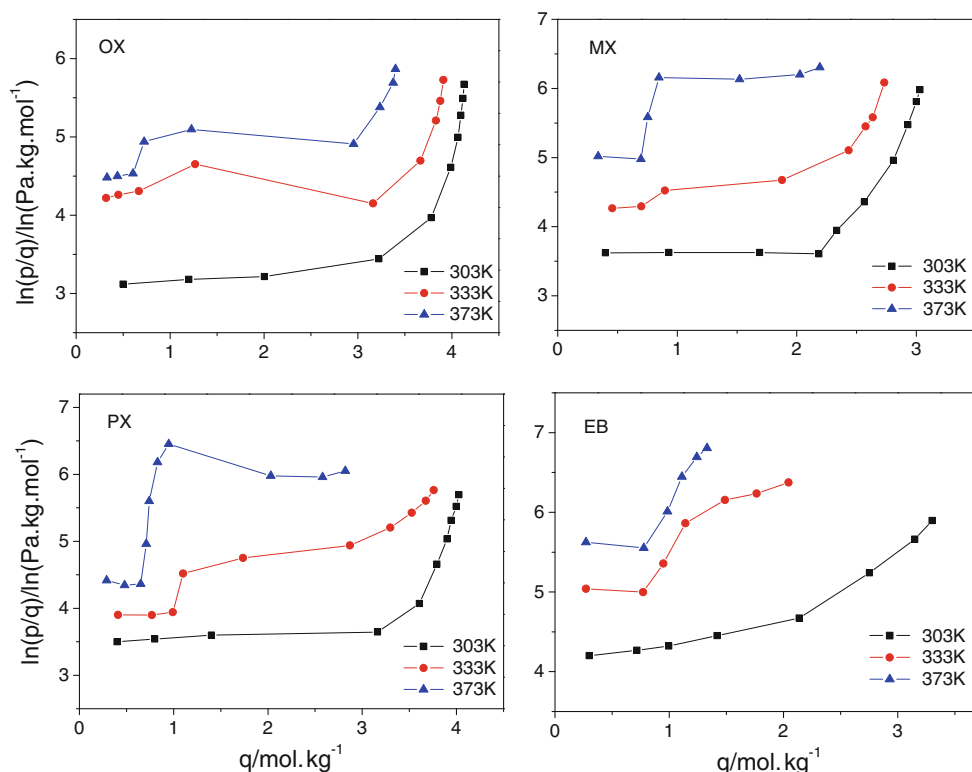 OX
ln(p/q)/ln(Pa.kg.mol⁻¹)
6
5
4
3
0 1 2 3 4
303K
333K
373K
MX
7
6
5
4
3
0 1 2 3
303K
333K
373K
PX
ln(p/q)/ln(Pa.kg.mol⁻¹)
7
6
5
4
3
0 1 2 3 4
q/mol.kg⁻¹
303K
333K
373K
EB
7
6
5
4
0 1 2 3
q/mol.kg⁻¹
303K
333K
373K